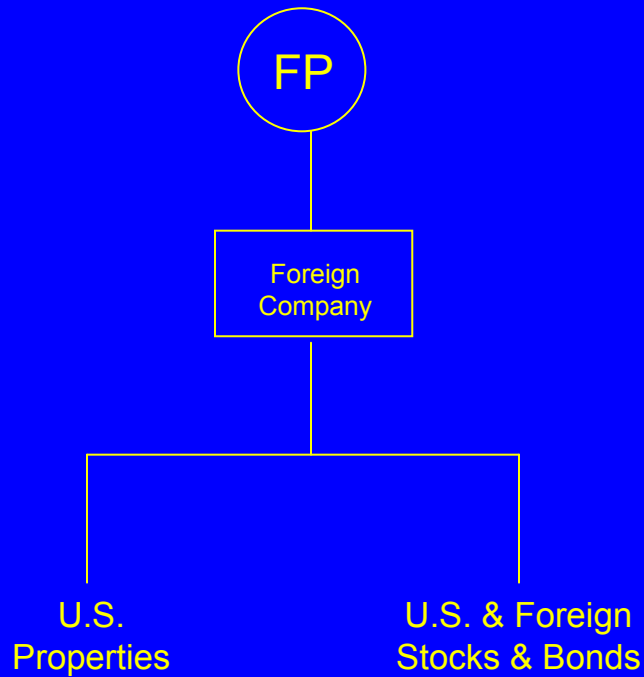 FP
Foreign
Company
U.S.
Properties
U.S. & Foreign
Stocks & Bonds